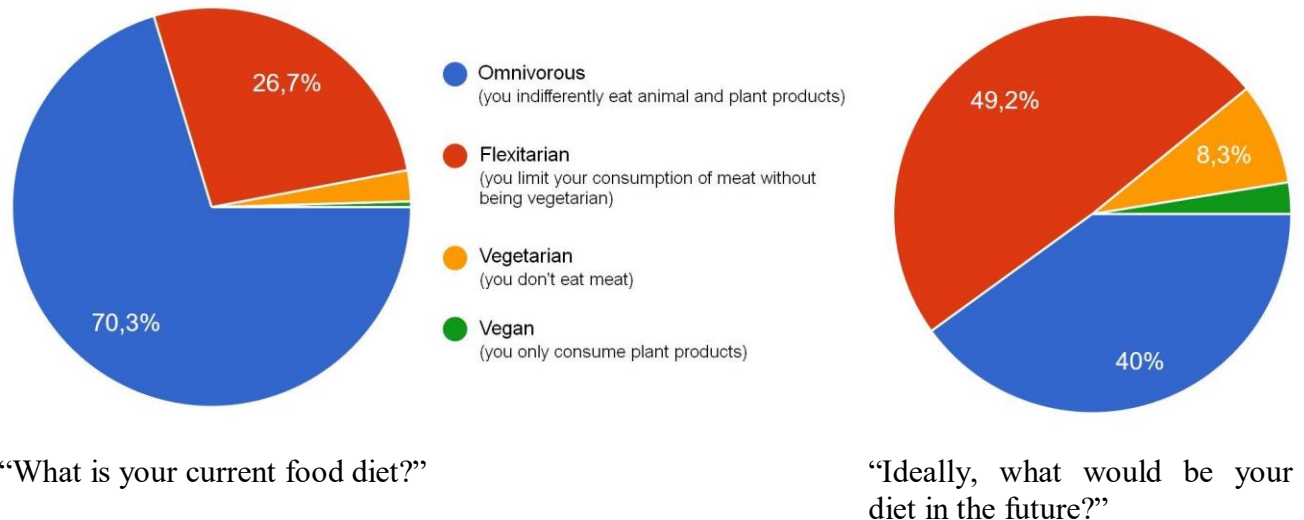 26,7%
70,3%
Omnivorous
(you indifferently eat animal and plant products)
Flexitarian
(you limit your consumption of meat without
being vegetarian)
Vegetarian
(you don't eat meat)
Vegan
(you only consume plant products)
49,2%
8,3%
40%
“What is your current food diet?”
“Ideally, what would be your
diet in the future?”